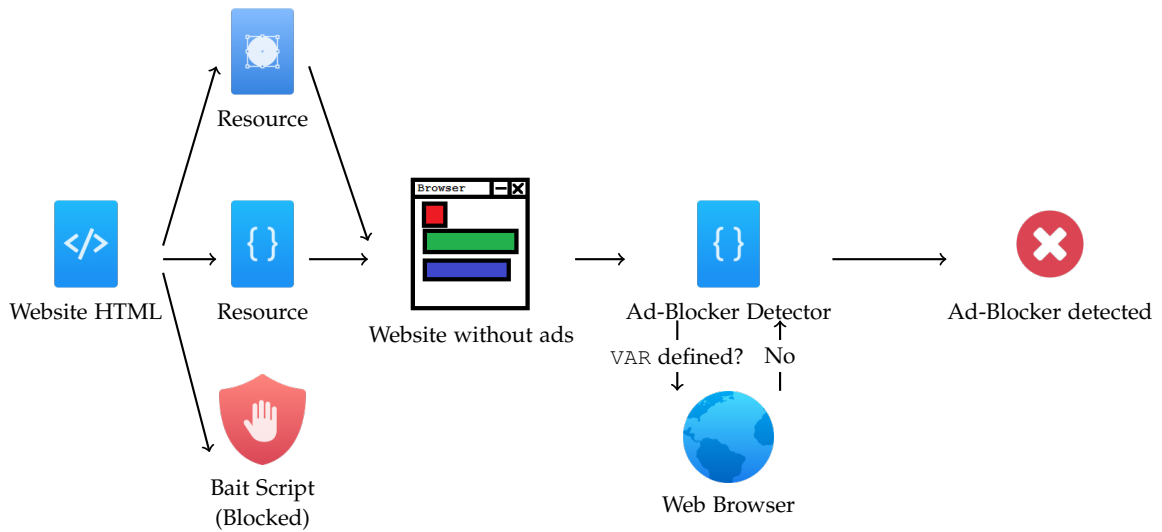 Resource
Browser
</>
{ }
{ }
Website HTML
Resource
Website without ads
Ad-Blocker Detector
Ad-Blocker detected
VAR defined?
No
Bait Script
(Blocked)
Web Browser